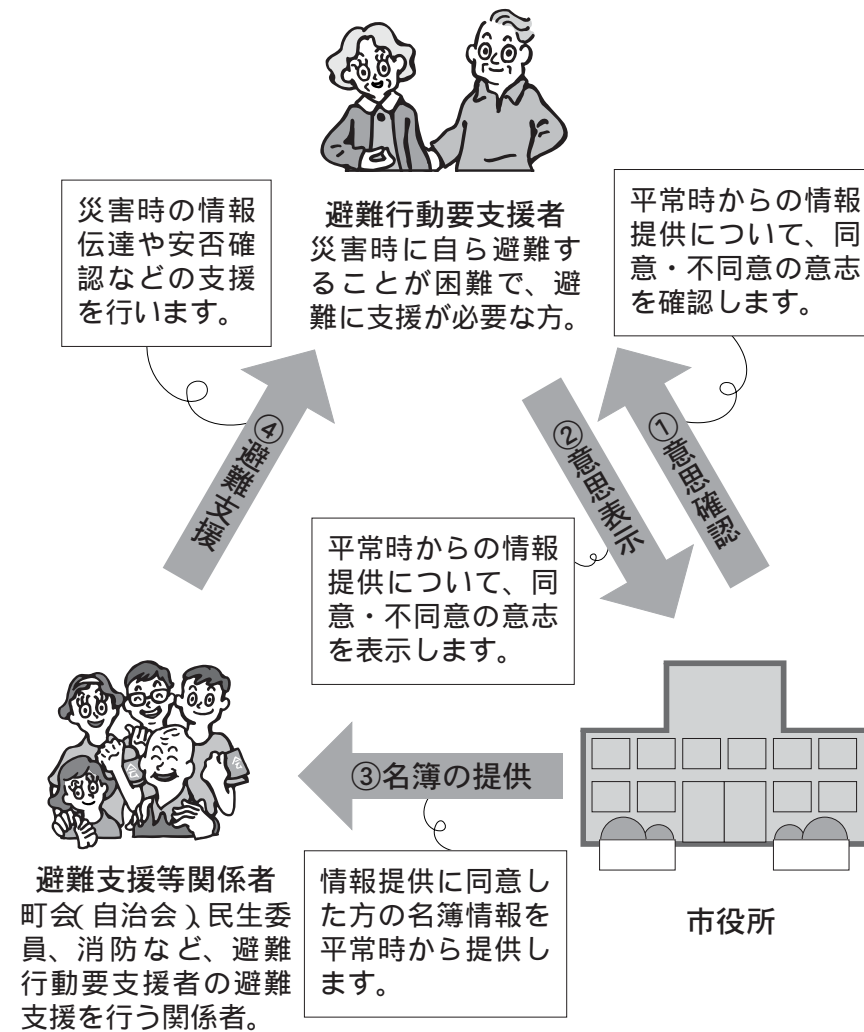 避難行動要支援者
災害時に自ら避難す
ることが困難で、避
難に支援が必要な方。
災害時の情報
伝達や安否確
認などの支援
を行います。
平常時からの情報
提供について、同
意・不同意の意志
を確認します。
④避難支援
②意思表示
①意思確認
平常時からの情報
提供について、同
意・不同意の意志
を表示します。
③名簿の提供
会
会
避難支援等関係者
町会(自治会)、民生委
員、消防など、避難
行動要支援者の避難
支援を行う関係者。
情報提供に同意し
た方の名簿情報を
平常時から提供し
ます。
市役所